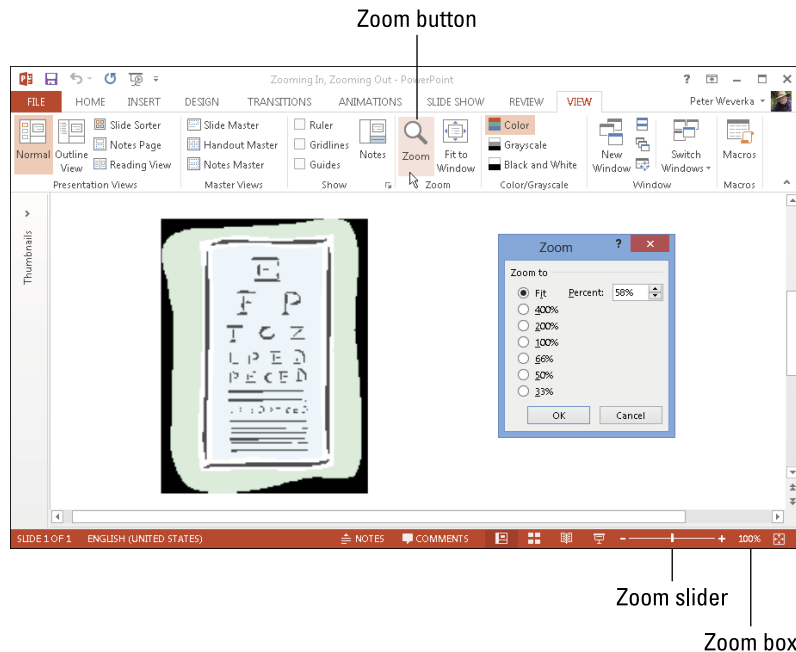 Zoom button
Zooming In, Zooming Out - PowerPoint
FILE HOME INSERT DESIGN TRANSITIONS ANIMATIONS SLIDE SHOW REVIEW VIEW Peter Weverka
Normal
Outline View
Slide Sorter
Notes Page
Reading View
Presentation Views
Slide Master
Handout Master
Notes Master
Master Views
Ruler
Gridlines
Guides
Notes
Show
Zoom
Fit to Window
Zoom
Color
Grayscale
Black and White
Color/Grayscale
New Window
Switch Windows
Window
Macros
Macros
Thumbnails
E
F P
T O Z
L P E D
P E C F D
Zoom ? ×
Zoom to
Fit Percent: 58%
400%
200%
100%
66%
50%
33%
OK Cancel
SLIDE 1 OF 1 ENGLISH (UNITED STATES) NOTES COMMENTS - + 100%
Zoom slider
Zoom box